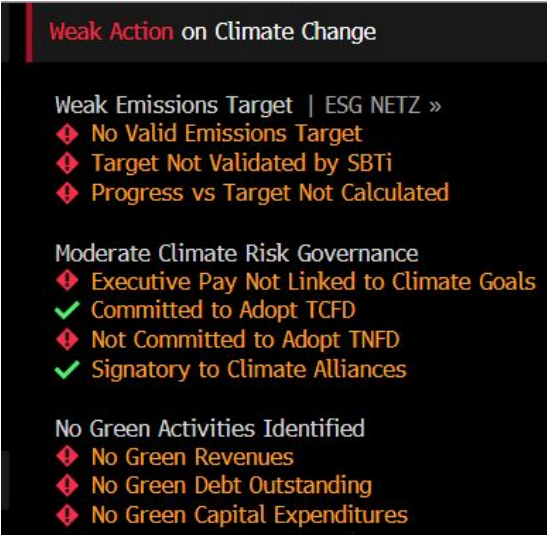 Weak Action on Climate Change
Weak Emissions Target | ESG NETZ »
No Valid Emissions Target
Target Not Validated by SBTi
Progress vs Target Not Calculated
Moderate Climate Risk Governance
Executive Pay Not Linked to Climate Goals
Committed to Adopt TCFD
Not Committed to Adopt TNFD
Signatory to Climate Alliances
No Green Activities Identified
No Green Revenues
No Green Debt Outstanding
No Green Capital Expenditures